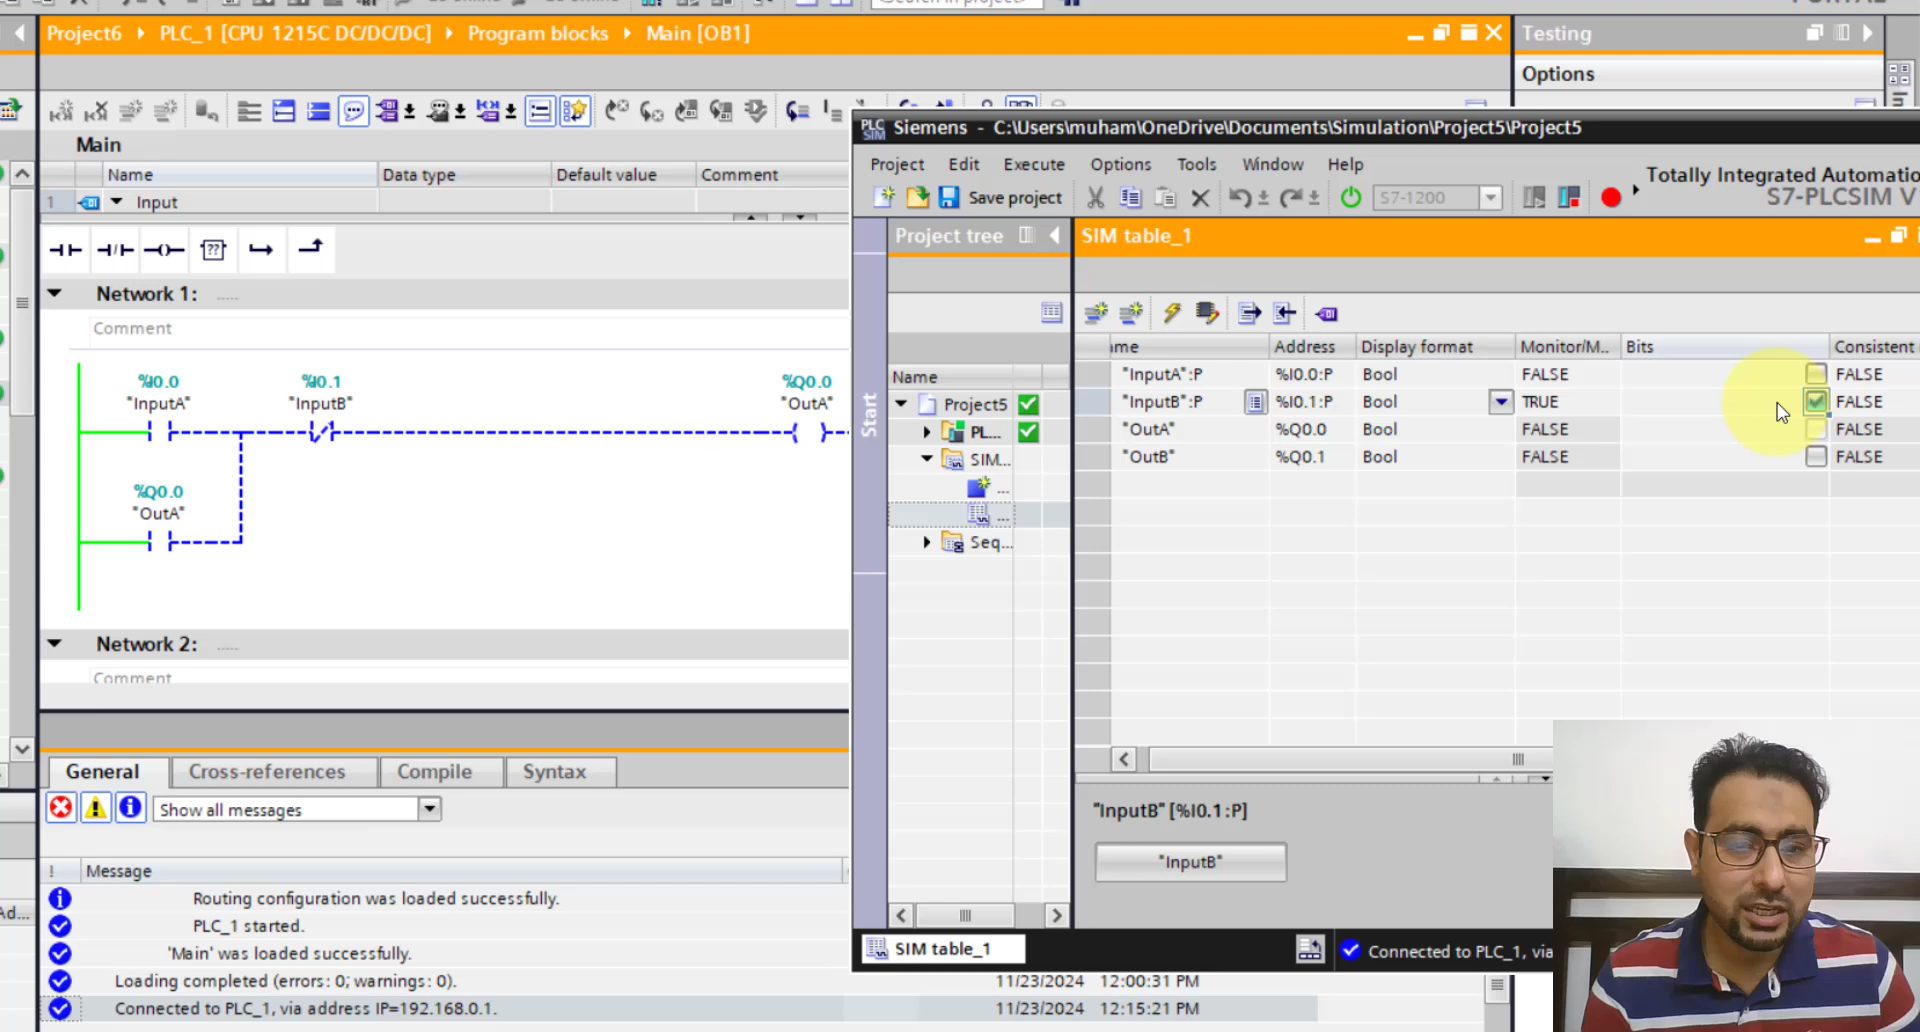 Project6 ▸ PLC_1 [CPU 1215C DC/DC/DC] ▸ Program blocks ▸ Main [OB1]
Testing
Options
Main
Name Data type Default value Comment
1 Input
Network 1: .....
Comment
%I0.0
"InputA"
%I0.1
"InputB"
%Q0.0
"OutA"
%Q0.0
"OutA"
Network 2: .....
Comment
General Cross-references Compile Syntax
Show all messages
! Message
Routing configuration was loaded successfully.
PLC_1 started.
'Main' was loaded successfully.
Loading completed (errors: 0; warnings: 0). 11/23/2024 12:00:31 PM
Connected to PLC_1, via address IP=192.168.0.1. 11/23/2024 12:15:21 PM
Ad...
PLC SIM Siemens - C:\Users\muham\OneDrive\Documents\Simulation\Project5\Project5
Project Edit Execute Options Tools Window Help
Totally Integrated Automatio
S7-PLCSIM V
Save project S7-1200
Start
Project tree
Name
Project5
PL...
SIM...
...
...
Seq...
SIM table_1
me Address Display format Monitor/M.. Bits Consistent
"InputA":P %I0.0:P Bool FALSE FALSE
"InputB":P %I0.1:P Bool TRUE FALSE
"OutA" %Q0.0 Bool FALSE FALSE
"OutB" %Q0.1 Bool FALSE FALSE
"InputB" [%I0.1:P]
"InputB"
SIM table_1
Connected to PLC_1, via